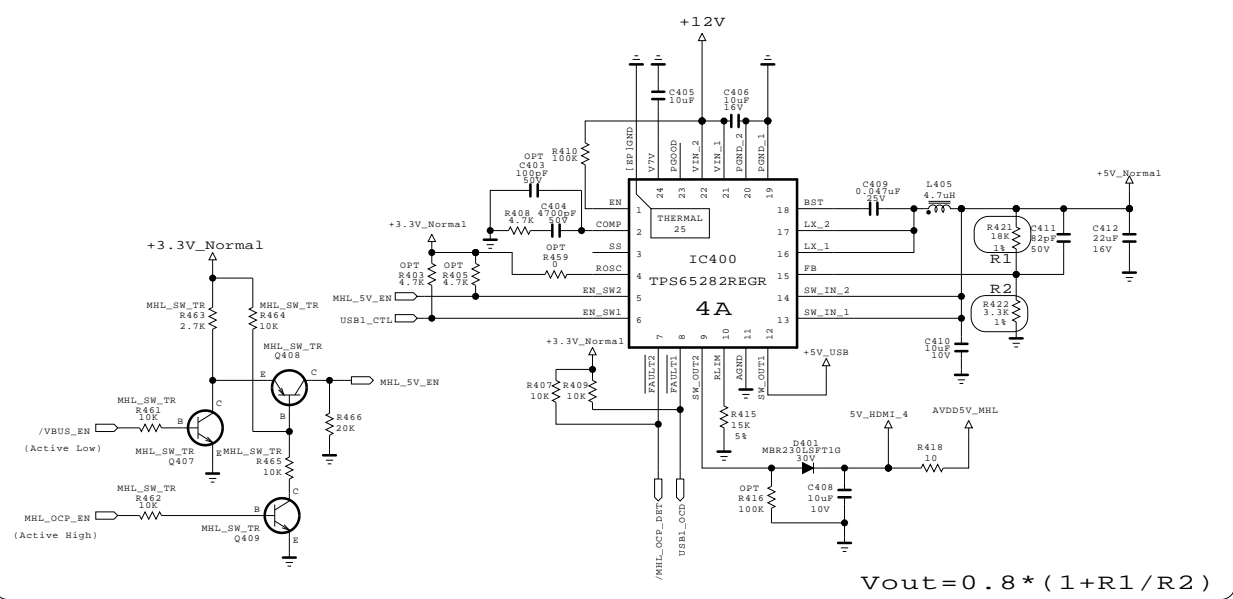 +12V
C405
10uF
C406
10uF
16V
R410
100K
[EP]GND
V7V
PGOOD
VIN_2
VIN_1
PGND_2
PGND_1
24
23
22
21
20
19
OPT
C403
100pF
50V
C404
4700pF
50V
R408
4.7K
OPT
R459
0
+3.3V_Normal
OPT
R403
4.7K
OPT
R405
4.7K
MHL_5V_EN
USB1_CTL
EN
COMP
SS
ROSC
EN_SW2
EN_SW1
1
2
3
4
5
6
THERMAL
25
IC400
TPS65282REGR
4A
18
17
16
15
14
13
BST
LX_2
LX_1
FB
SW_IN_2
SW_IN_1
C409
0.047uF
25V
L405
4.7uH
+5V_Normal
R421
18K
1%
R1
C411
82pF
50V
C412
22uF
16V
R2
R422
3.3K
1%
C410
10uF
10V
7
8
9
10
11
12
FAULT2
FAULT1
SW_OUT2
RLIM
AGND
SW_OUT1
+5V_USB
+3.3V_Normal
R407
10K
R409
10K
R415
15K
5%
/MHL_OCP_DET
USB1_OCD
D401
MBR230LSFT1G
30V
OPT
R416
100K
C408
10uF
10V
5V_HDMI_4
AVDD5V_MHL
R418
10
+3.3V_Normal
MHL_SW_TR
R463
2.7K
MHL_SW_TR
R464
10K
MHL_SW_TR
Q408
E
C
B
MHL_5V_EN
R466
20K
MHL_SW_TR
R461
10K
/VBUS_EN
(Active Low)
B
C
E
MHL_SW_TR
Q407
MHL_SW_TR
R465
10K
MHL_SW_TR
R462
10K
MHL_OCP_EN
(Active High)
B
C
E
MHL_SW_TR
Q409
Vout=0.8*(1+R1/R2)